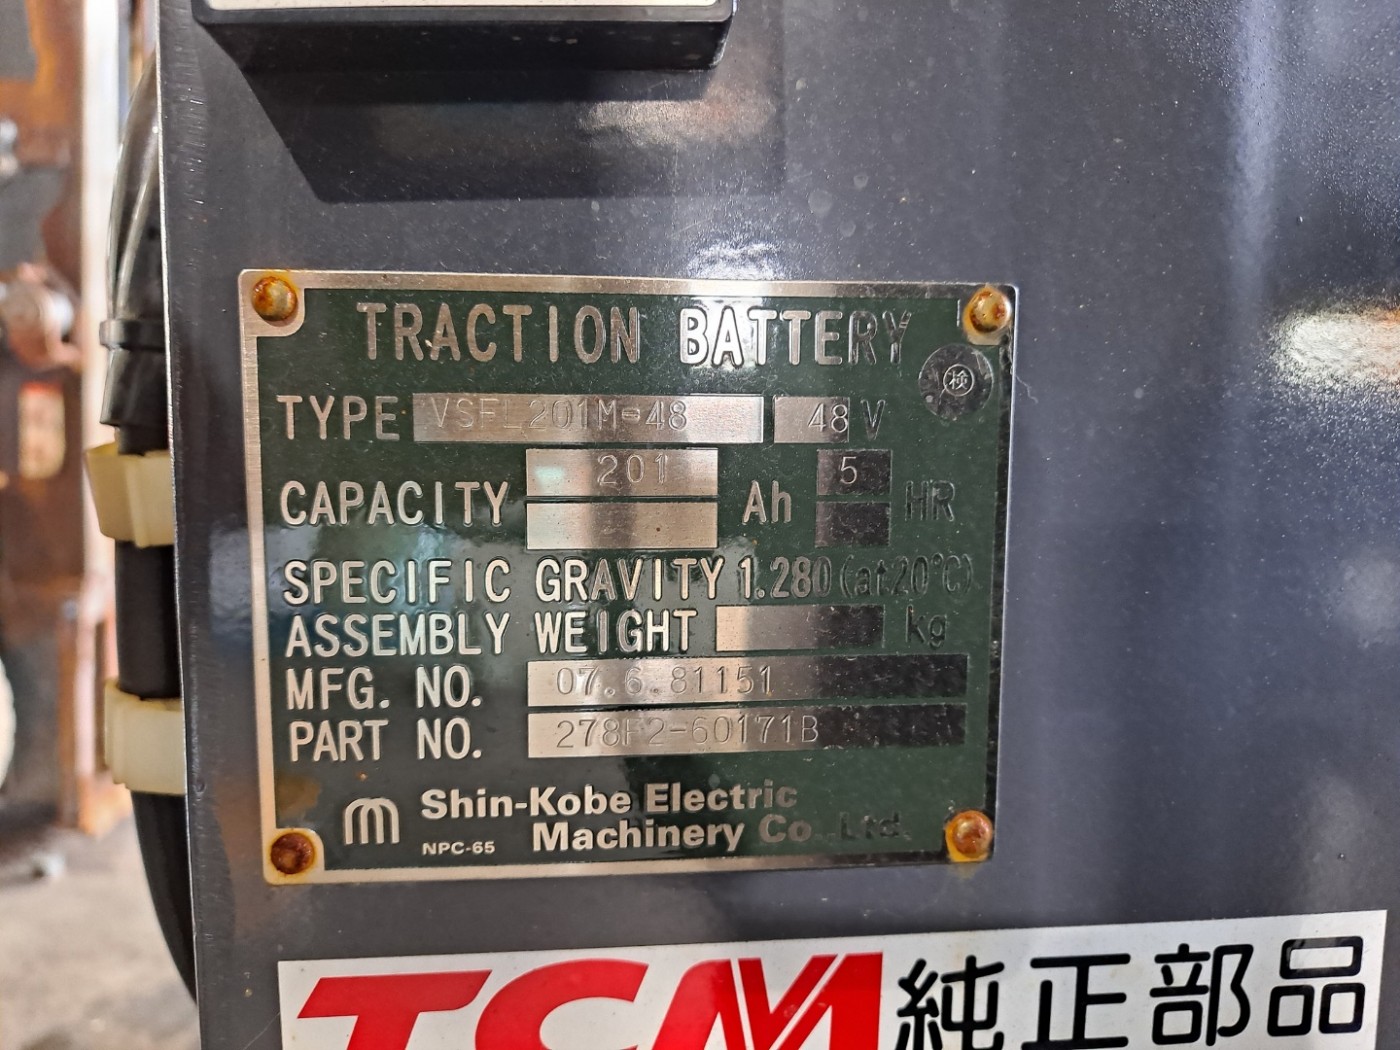 TRACTION BATTERY
検
TYPE VSFL201M-48 48 V
CAPACITY 201 Ah 5 HR
SPECIFIC GRAVITY 1.280(at20°C)
ASSEMBLY WEIGHT kg
MFG. NO. 07.6.81151
PART NO. 278F2-60171B
Shin-Kobe Electric
NPC-65 Machinery Co.,Ltd.
TCM 純正部品